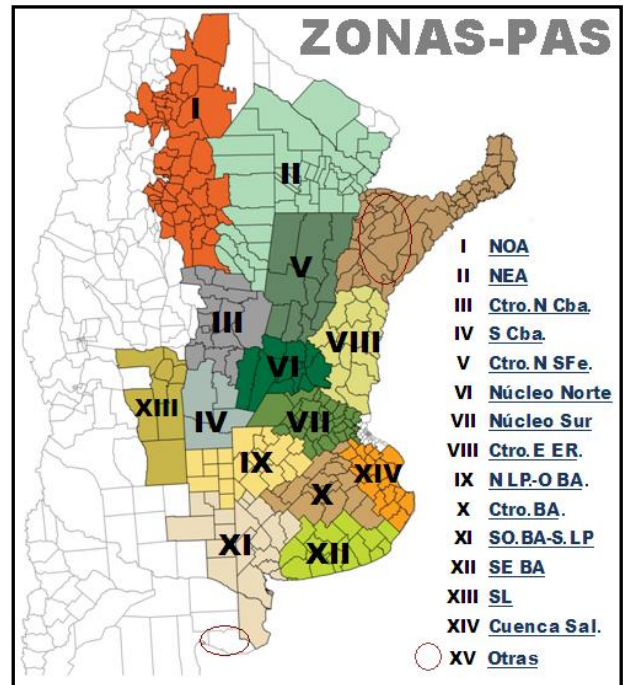 ZONAS-PAS
I
II
V
III
VIII
VI
XIII
IV
VII
IX
XIV
X
XI
XII
I NOA
II NEA
III Ctro.N Cba.
IV S Cba.
V Ctro.N SFe.
VI Núcleo Norte
VII Núcleo Sur
VIII Ctro.E ER.
IX N LP.-O BA.
X Ctro.BA.
XI SO.BA-S.LP
XII SE BA
XIII SL
XIV Cuenca Sal.
XV Otras